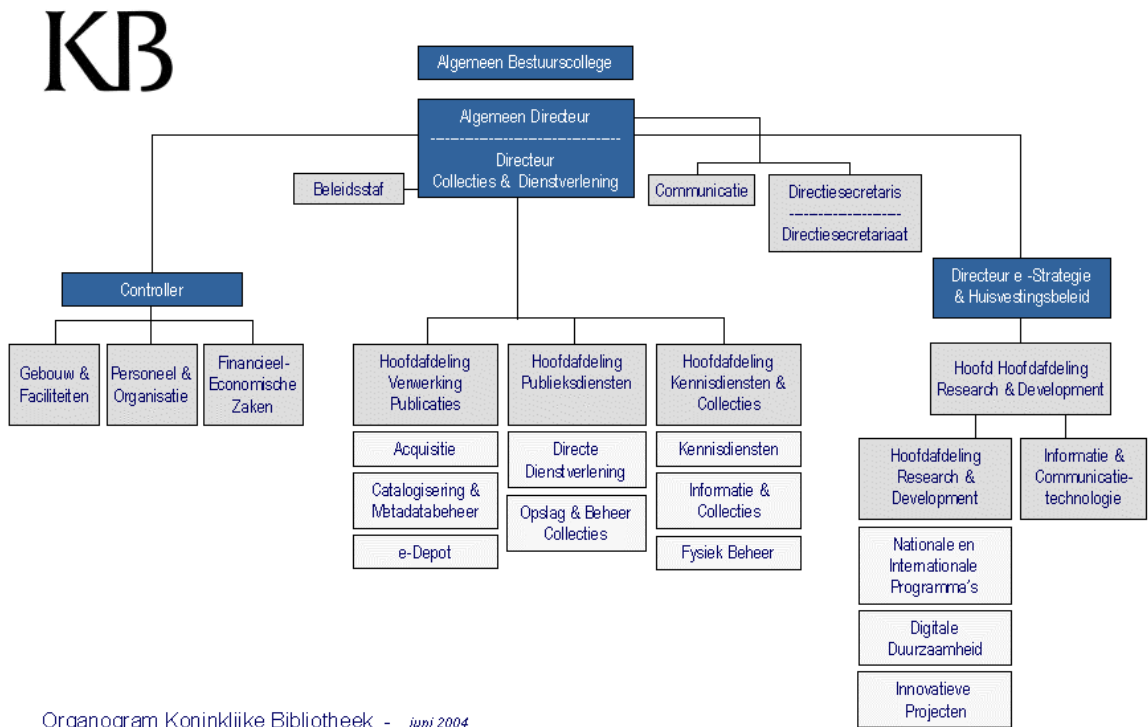 KB
Algemeen Bestuurscollege
Algemeen Directeur
Directeur
Collecties & Dienstverlening
Beleidsstaf
Communicatie
Directiesecretaris
Directiesecretariaat
Controller
Directeur e -Strategie
& Huisvestingsbeleid
Gebouw &
Faciliteiten
Personeel &
Organisatie
Financieel-
Economische
Zaken
Hoofdafdeling
Verwerking
Publicaties
Acquisitie
Catalogisering &
Metadatabeheer
e-Depot
Hoofdafdeling
Publieksdiensten
Directe
Dienstverlening
Opslag & Beheer
Collecties
Hoofdafdeling
Kennisdiensten &
Collecties
Kennisdiensten
Informatie &
Collecties
Fysiek Beheer
Hoofd Hoofdafdeling
Research & Development
Hoofdafdeling
Research &
Development
Informatie &
Communicatie-
technologie
Nationale en
Internationale
Programma's
Digitale
Duurzaamheid
Innovatieve
Projecten
Organogram Koninklijke Bibliotheek - juni 2004